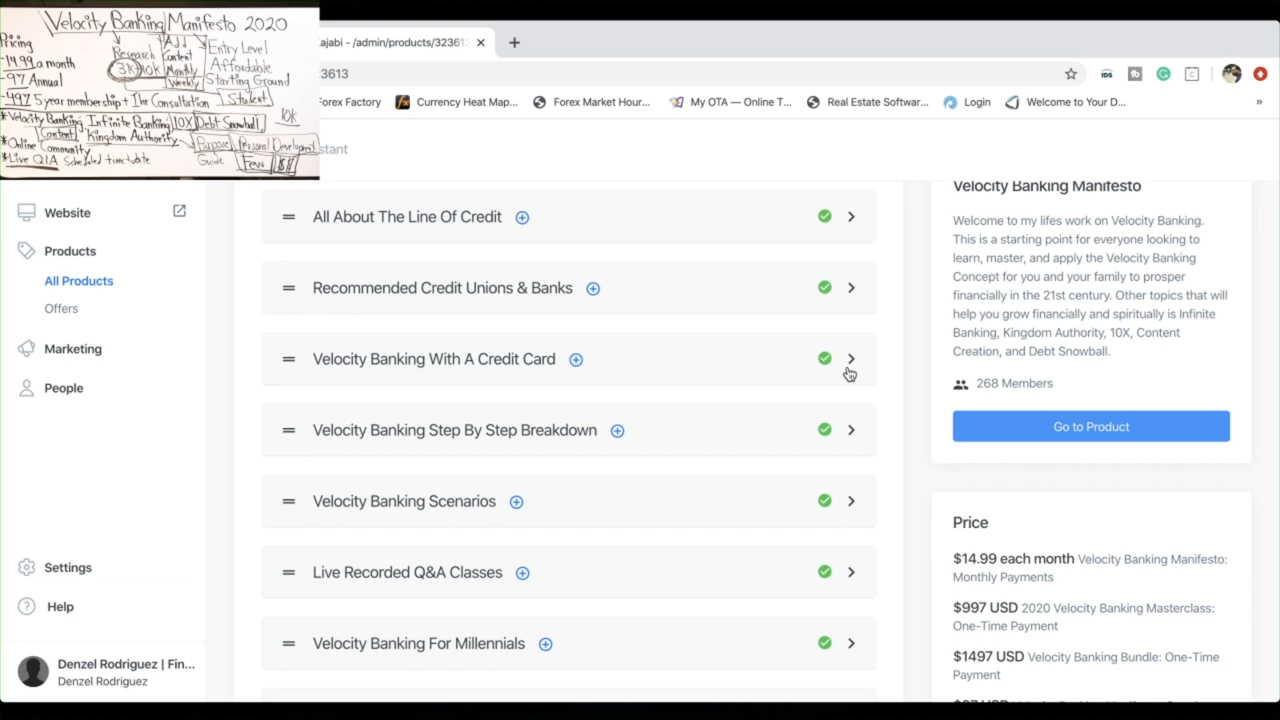 Velocity Banking Manifesto 2020
Pricing
-14.99 a month
-97 Annual
-497 5 year membership + 1hr Consultation
Research
3K-10k
Add
Content
Monthly
Weekly
Entry Level
Affordable
Starting Ground
Student
10k
*Velocity Banking Infinite Banking 10X Debt Snowball
Content Kingdom Authority
Purpose Personal Development
*Online
Community
Guide
Few
*Live Q&A Scheduled time+date
ajabi - /admin/products/32361
3613
IDS
Forex Factory
Currency Heat Map...
Forex Market Hour...
My OTA — Online T...
Real Estate Softwar...
Login
Welcome to Your D...
»
stant
Website
Products
All Products
Offers
Marketing
People
Settings
Help
Denzel Rodriguez | Fin...
Denzel Rodriguez
All About The Line Of Credit
Recommended Credit Unions & Banks
Velocity Banking With A Credit Card
Velocity Banking Step By Step Breakdown
Velocity Banking Scenarios
Live Recorded Q&A Classes
Velocity Banking For Millennials
Velocity Banking Manifesto
Welcome to my lifes work on Velocity Banking.
This is a starting point for everyone looking to
learn, master, and apply the Velocity Banking
Concept for you and your family to prosper
financially in the 21st century. Other topics that will
help you grow financially and spiritually is Infinite
Banking, Kingdom Authority, 10X, Content
Creation, and Debt Snowball.
268 Members
Go to Product
Price
$14.99 each month Velocity Banking Manifesto:
Monthly Payments
$997 USD 2020 Velocity Banking Masterclass:
One-Time Payment
$1497 USD Velocity Banking Bundle: One-Time
Payment